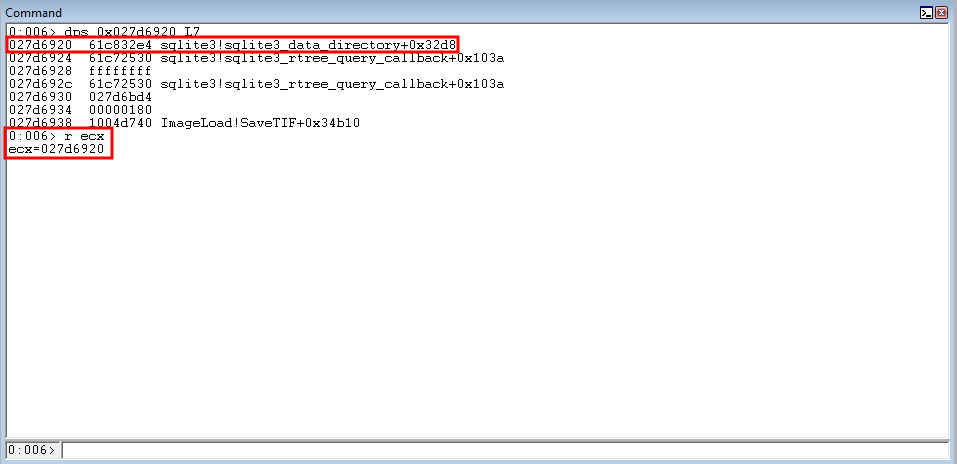 Command
0:006> dps 0x027d6920 L7
027d6920  61c832e4 sqlite3!sqlite3_data_directory+0x32d8
027d6924  61c72530 sqlite3!sqlite3_rtree_query_callback+0x103a
027d6928  ffffffff
027d692c  61c72530 sqlite3!sqlite3_rtree_query_callback+0x103a
027d6930  027d6bd4
027d6934  00000180
027d6938  1004d740 ImageLoad!SaveTIF+0x34b10
0:006> r ecx
ecx=027d6920
0:006>